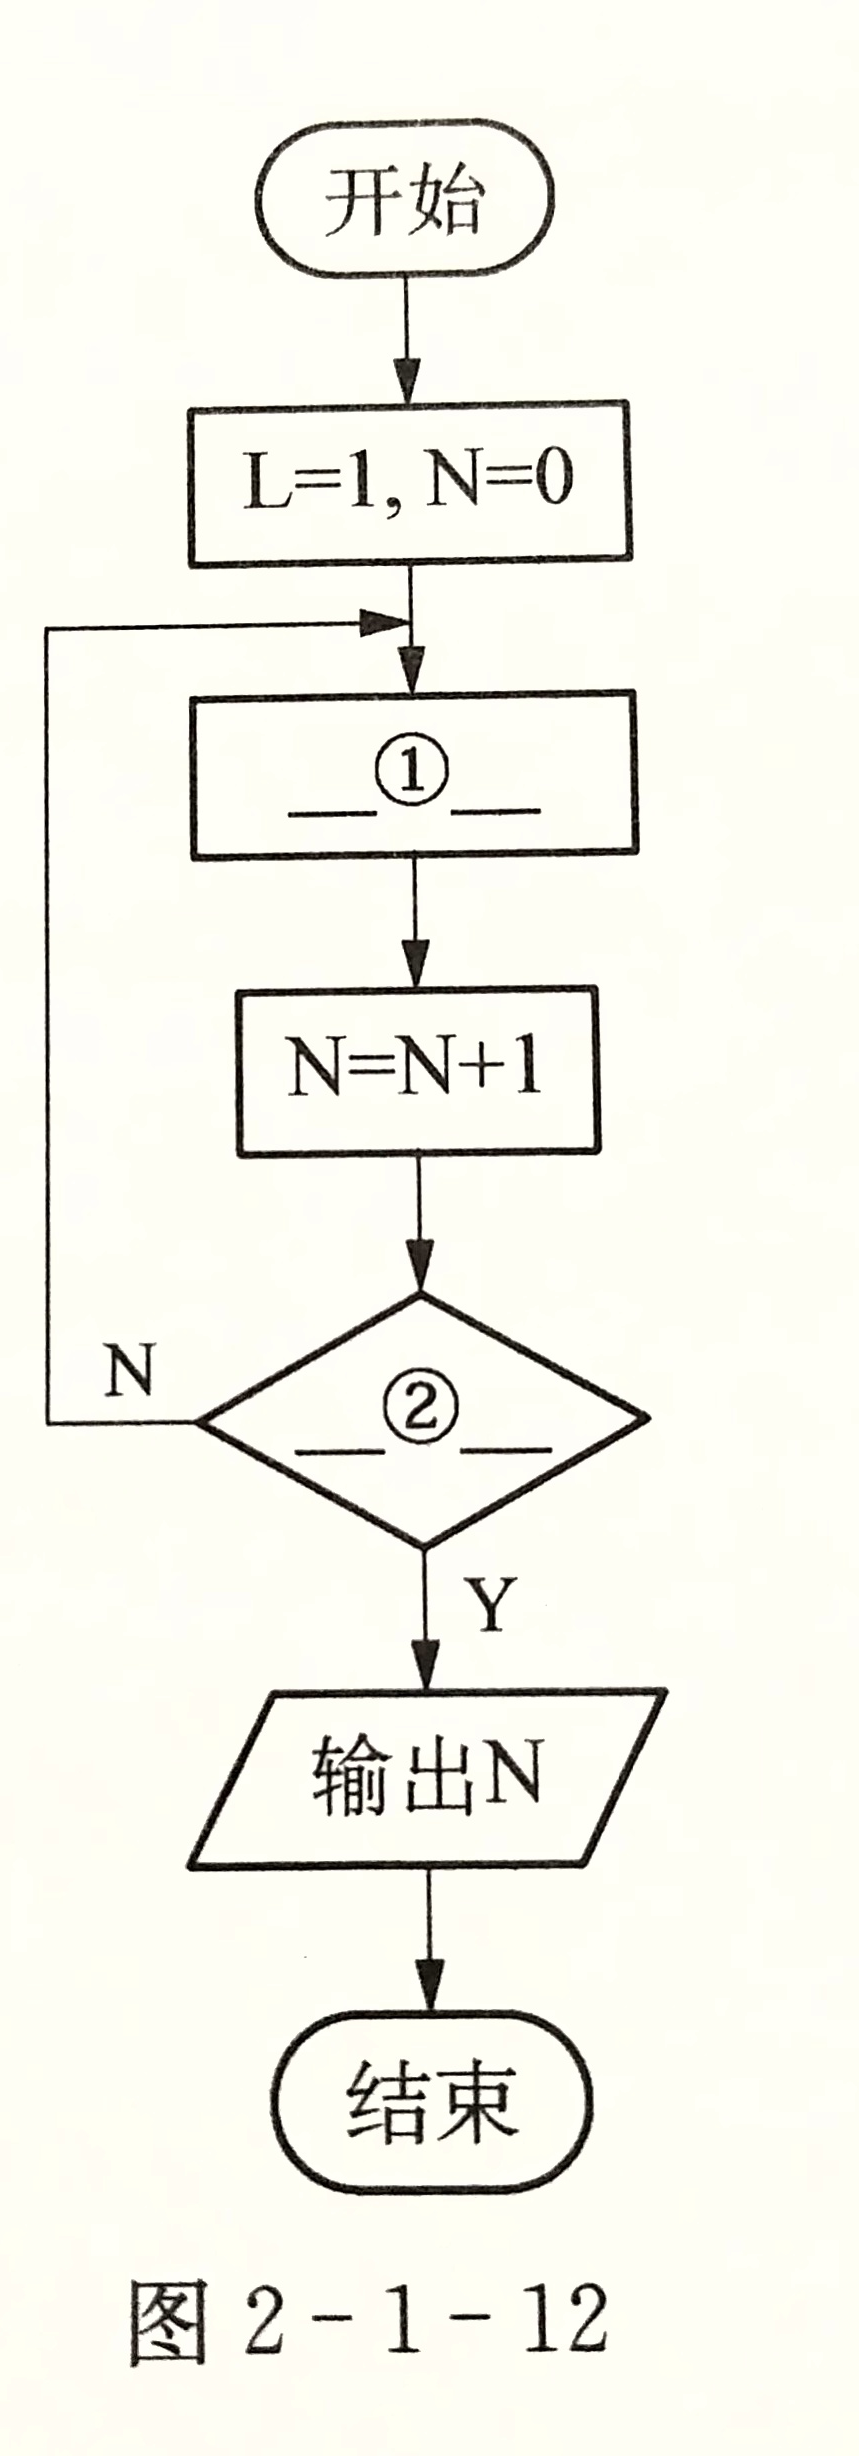 开始
L=1, N=0
①
N=N+1
②
N
Y
输出N
结束
图 2-1-12